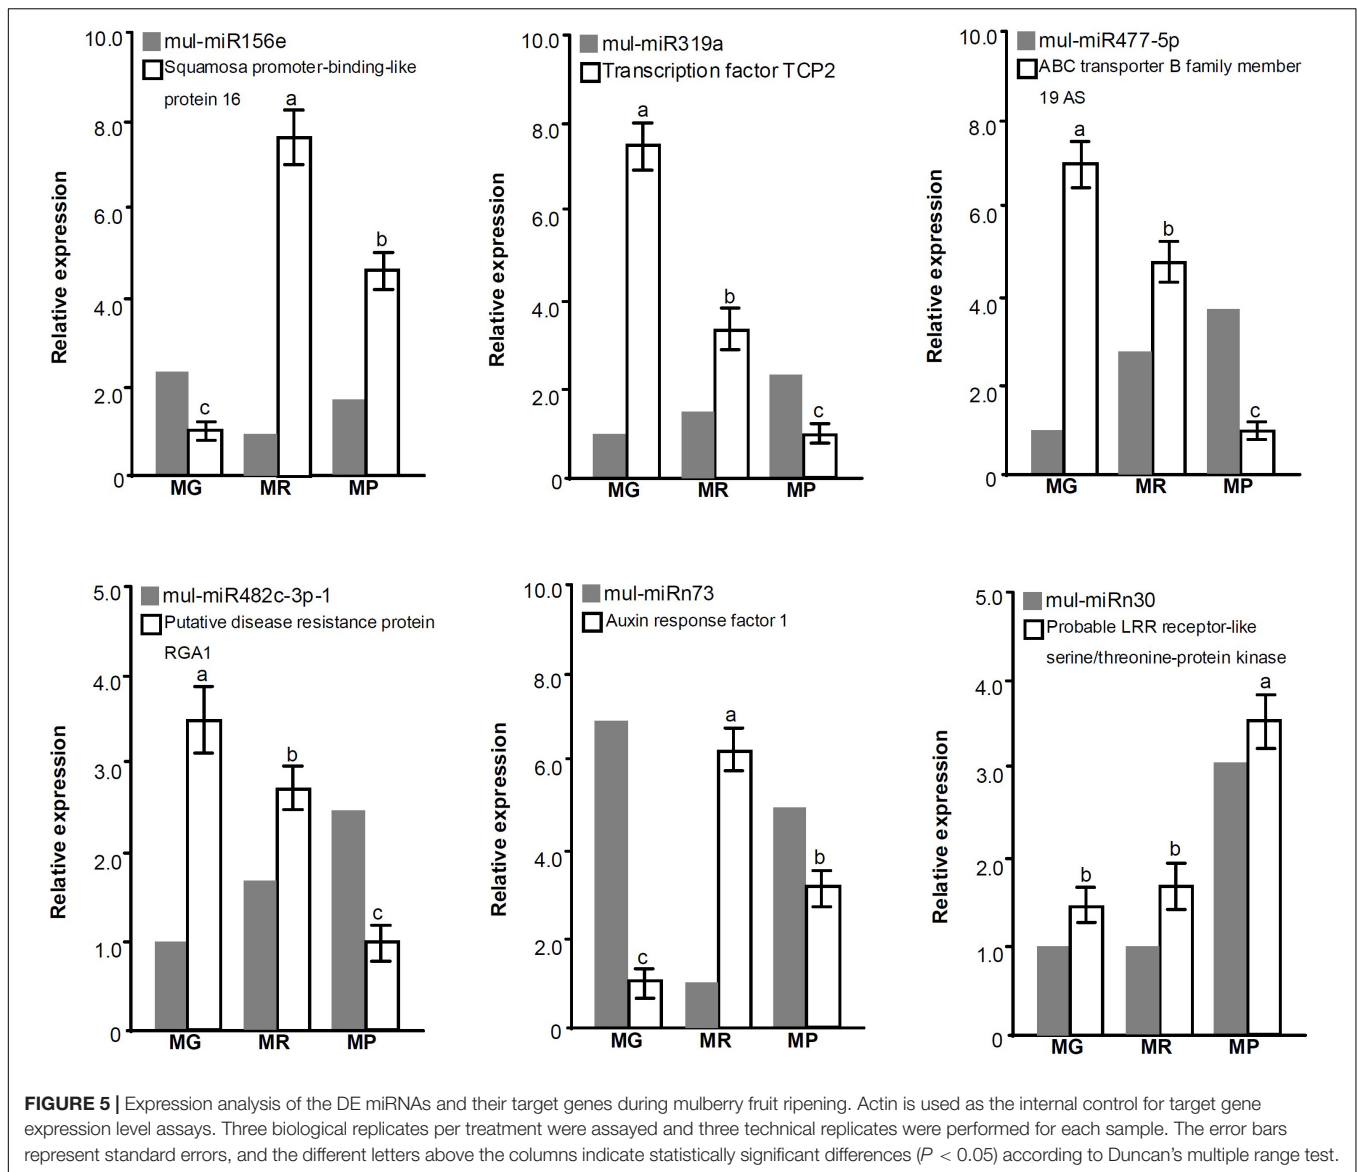 10.0
mul-miR156e
Squamosa promoter-binding-like
protein 16
a
8.0
6.0
b
4.0
2.0
c
0
MG MR MP
Relative expression
10.0
mul-miR319a
Transcription factor TCP2
a
8.0
6.0
b
4.0
2.0
c
0
MG MR MP
Relative expression
10.0
mul-miR477-5p
ABC transporter B family member
19 AS
a
8.0
b
6.0
4.0
2.0
c
0
MG MR MP
Relative expression
5.0
mul-miR482c-3p-1
Putative disease resistance protein
RGA1
a
4.0
b
3.0
2.0
c
1.0
0
MG MR MP
Relative expression
10.0
mul-miRn73
Auxin response factor 1
8.0
a
6.0
b
4.0
c
2.0
0
MG MR MP
Relative expression
5.0
mul-miRn30
Probable LRR receptor-like
serine/threonine-protein kinase
a
4.0
3.0
b
b
2.0
1.0
0
MG MR MP
Relative expression
FIGURE 5 | Expression analysis of the DE miRNAs and their target genes during mulberry fruit ripening. Actin is used as the internal control for target gene
expression level assays. Three biological replicates per treatment were assayed and three technical replicates were performed for each sample. The error bars
represent standard errors, and the different letters above the columns indicate statistically significant differences (P < 0.05) according to Duncan's multiple range test.